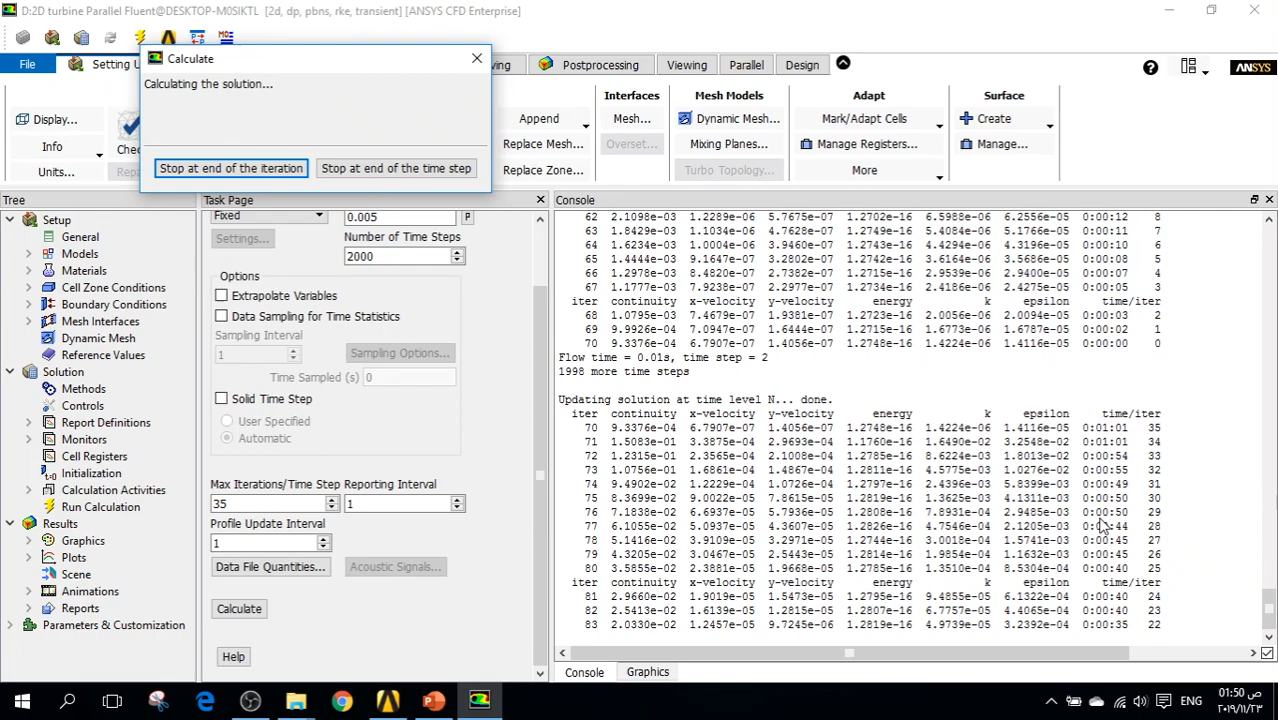 D:2D turbine Parallel Fluent@DESKTOP-M0SIKTL [2d, dp, pbns, rke, transient] [ANSYS CFD Enterprise]
File
Setting U
ving
Postprocessing
Viewing
Parallel
Design
ANSYS
Calculate
Calculating the solution...
Stop at end of the iteration
Stop at end of the time step
Display...
Info
Units...
Chec
Append
Replace Mesh...
Replace Zone...
Interfaces
Mesh...
Overset...
Mesh Models
Dynamic Mesh...
Mixing Planes...
Turbo Topology...
Adapt
Mark/Adapt Cells
Manage Registers...
More
Surface
Create
Manage...
Tree
Setup
General
Models
Materials
Cell Zone Conditions
Boundary Conditions
Mesh Interfaces
Dynamic Mesh
Reference Values
Solution
Methods
Controls
Report Definitions
Monitors
Cell Registers
Initialization
Calculation Activities
Run Calculation
Results
Graphics
Plots
Scene
Animations
Reports
Parameters & Customization
Task Page
Fixed
0.005
P
Settings...
Number of Time Steps
2000
Options
Extrapolate Variables
Data Sampling for Time Statistics
Sampling Interval
1
Sampling Options...
Time Sampled (s) 0
Solid Time Step
User Specified
Automatic
Max Iterations/Time Step Reporting Interval
35 1
Profile Update Interval
1
Data File Quantities... Acoustic Signals...
Calculate
Help
Console
62 2.1098e-03 1.2289e-06 5.7675e-07 1.2702e-16 6.5988e-06 6.2556e-05 0:00:12 8
63 1.8429e-03 1.1034e-06 4.7628e-07 1.2749e-16 5.4084e-06 5.1766e-05 0:00:11 7
64 1.6234e-03 1.0004e-06 3.9460e-07 1.2743e-16 4.4294e-06 4.3196e-05 0:00:10 6
65 1.4444e-03 9.1647e-07 3.2802e-07 1.2742e-16 3.6164e-06 3.5686e-05 0:00:08 5
66 1.2978e-03 8.4820e-07 2.7382e-07 1.2715e-16 2.9539e-06 2.9400e-05 0:00:07 4
67 1.1777e-03 7.9238e-07 2.2977e-07 1.2734e-16 2.4186e-06 2.4275e-05 0:00:05 3
iter continuity x-velocity y-velocity energy k epsilon time/iter
68 1.0795e-03 7.4679e-07 1.9381e-07 1.2723e-16 2.0056e-06 2.0094e-05 0:00:03 2
69 9.9926e-04 7.0947e-07 1.6444e-07 1.2715e-16 1.6773e-06 1.6787e-05 0:00:02 1
70 9.3376e-04 6.7907e-07 1.4056e-07 1.2748e-16 1.4224e-06 1.4116e-05 0:00:00 0
Flow time = 0.01s, time step = 2
1998 more time steps
Updating solution at time level N... done.
iter continuity x-velocity y-velocity energy k epsilon time/iter
70 9.3376e-04 6.7907e-07 1.4056e-07 1.2748e-16 1.4224e-06 1.4116e-05 0:01:01 35
71 1.5083e-01 3.3875e-04 2.9693e-04 1.1760e-16 1.6490e-02 3.2548e-02 0:01:01 34
72 1.2315e-01 2.3565e-04 2.1008e-04 1.2785e-16 8.6224e-03 1.8013e-02 0:00:54 33
73 1.0756e-01 1.6861e-04 1.4867e-04 1.2811e-16 4.5775e-03 1.0276e-02 0:00:55 32
74 9.4902e-02 1.2229e-04 1.0726e-04 1.2784e-16 2.4396e-03 5.8399e-03 0:00:49 31
75 8.3699e-02 9.0022e-05 7.8615e-05 1.2819e-16 1.3625e-03 4.1311e-03 0:00:50 30
76 7.1839e-02 6.6937e-05 5.7936e-05 1.2808e-16 7.8931e-04 2.9485e-03 0:00:50 29
77 6.1055e-02 5.0937e-05 4.3607e-05 1.2826e-16 4.7546e-04 2.1205e-03 0:00:44 28
78 5.1416e-02 3.9130e-05 3.3281e-05 1.2744e-16 3.0018e-04 1.5741e-03 0:00:45 27
79 4.3205e-02 3.0467e-05 2.5443e-05 1.2814e-16 1.9854e-04 1.1632e-03 0:00:40 26
80 3.5855e-02 2.3881e-05 1.9668e-05 1.2785e-16 1.3510e-04 8.5304e-04 0:00:40 25
iter continuity x-velocity y-velocity energy k epsilon time/iter
81 2.9660e-02 1.9019e-05 1.5473e-05 1.2795e-16 9.4855e-05 6.1322e-04 0:00:40 24
82 2.5413e-02 1.6139e-05 1.2815e-05 1.2807e-16 6.7757e-05 4.4065e-04 0:00:40 23
83 2.0330e-02 1.2457e-05 9.7245e-06 1.2819e-16 4.9739e-05 3.2392e-04 0:00:35 22
Console
Graphics
ENG
01:50 ص
٢٠١٩/١١/٢٣